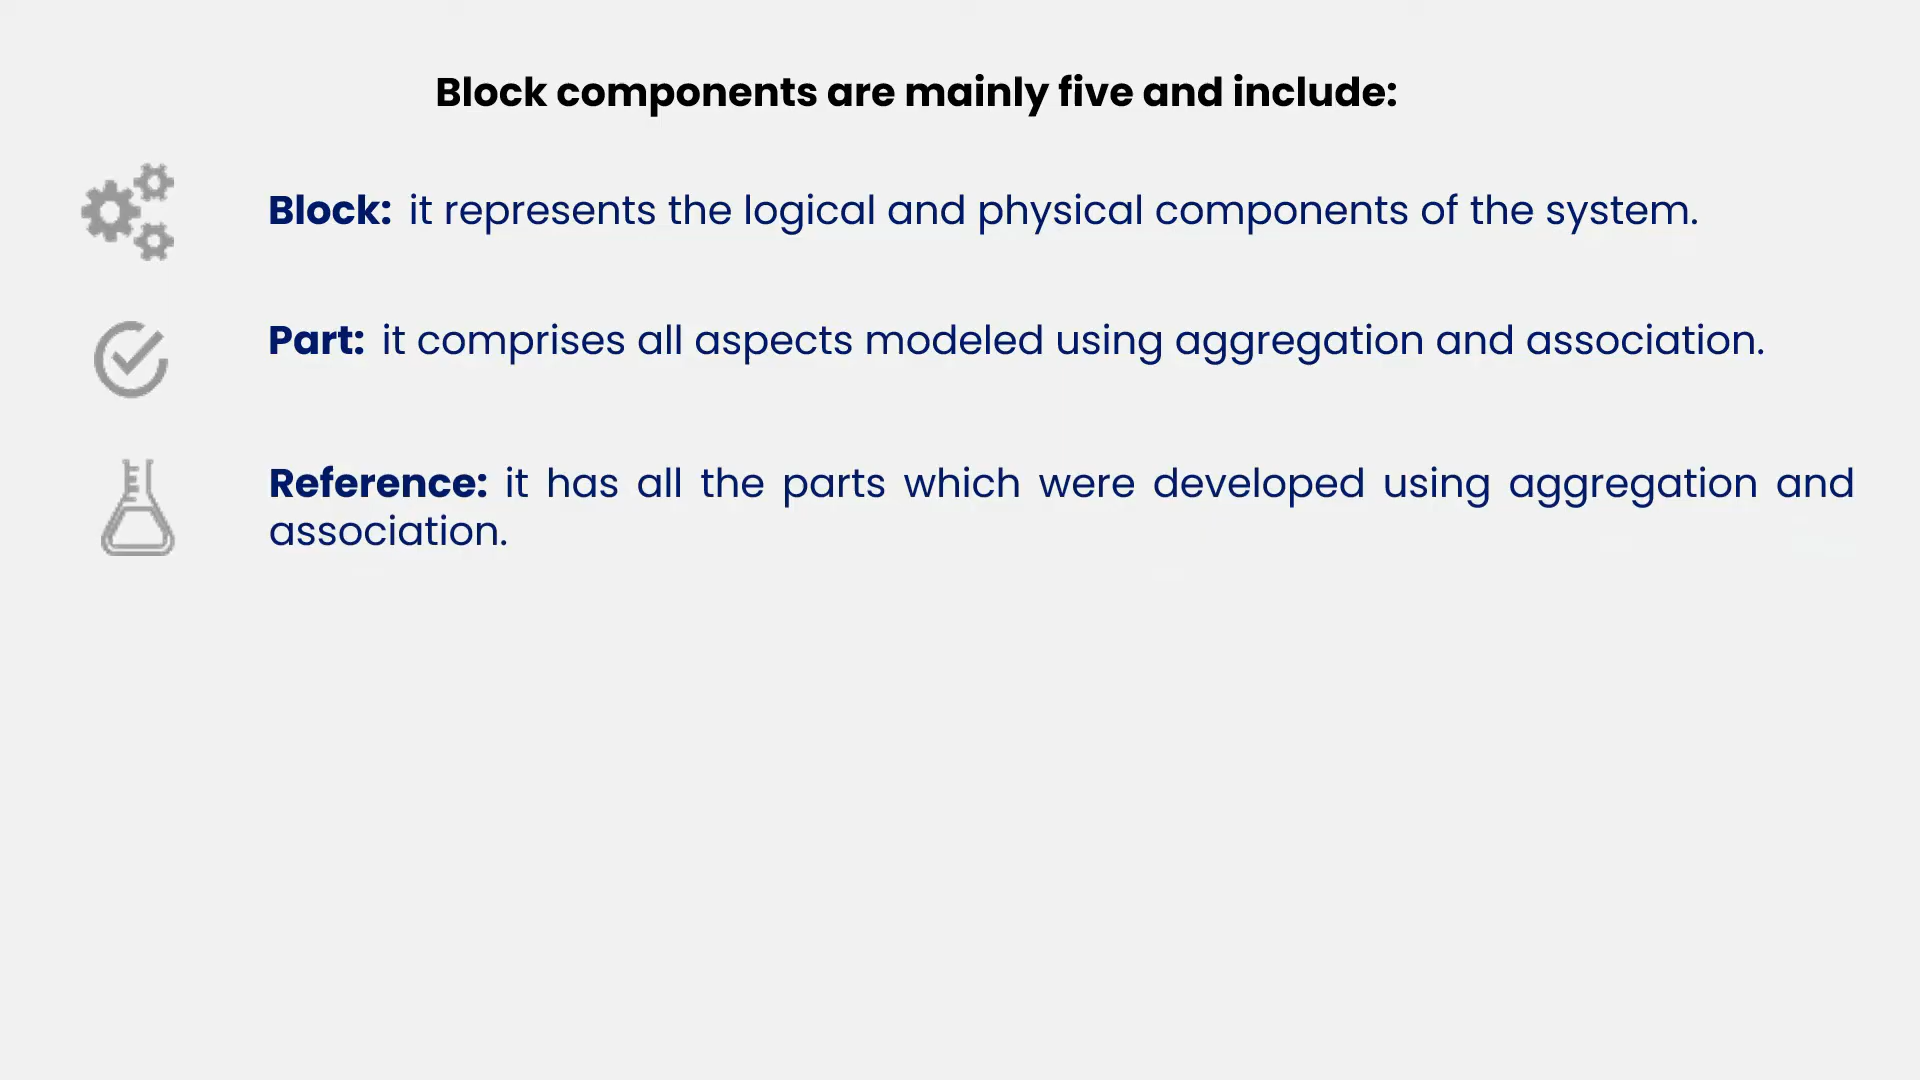 Block components are mainly five and include:
Block: it represents the logical and physical components of the system.
Part: it comprises all aspects modeled using aggregation and association.
Reference: it has all the parts which were developed using aggregation and
association.